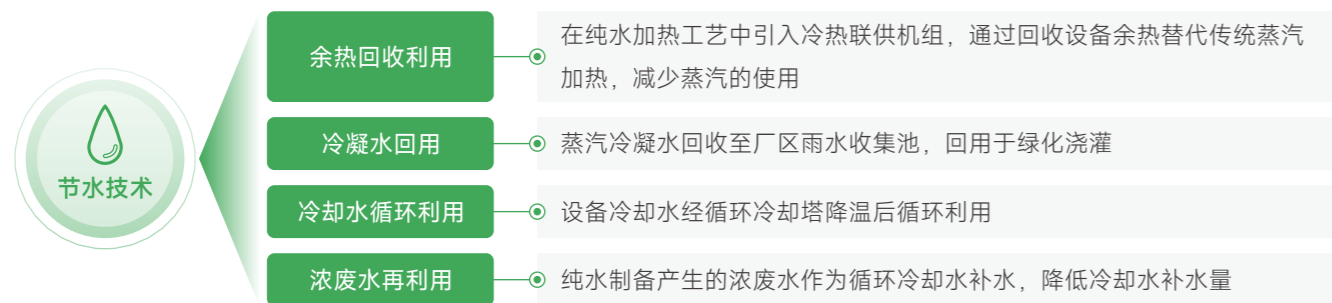 节水技术
余热回收利用
在纯水加热工艺中引入冷热联供机组，通过回收设备余热替代传统蒸汽
加热，减少蒸汽的使用
冷凝水回用
蒸汽冷凝水回收至厂区雨水收集池，回用于绿化浇灌
冷却水循环利用
设备冷却水经循环冷却塔降温后循环利用
浓废水再利用
纯水制备产生的浓废水作为循环冷却水补水，降低冷却水补水量